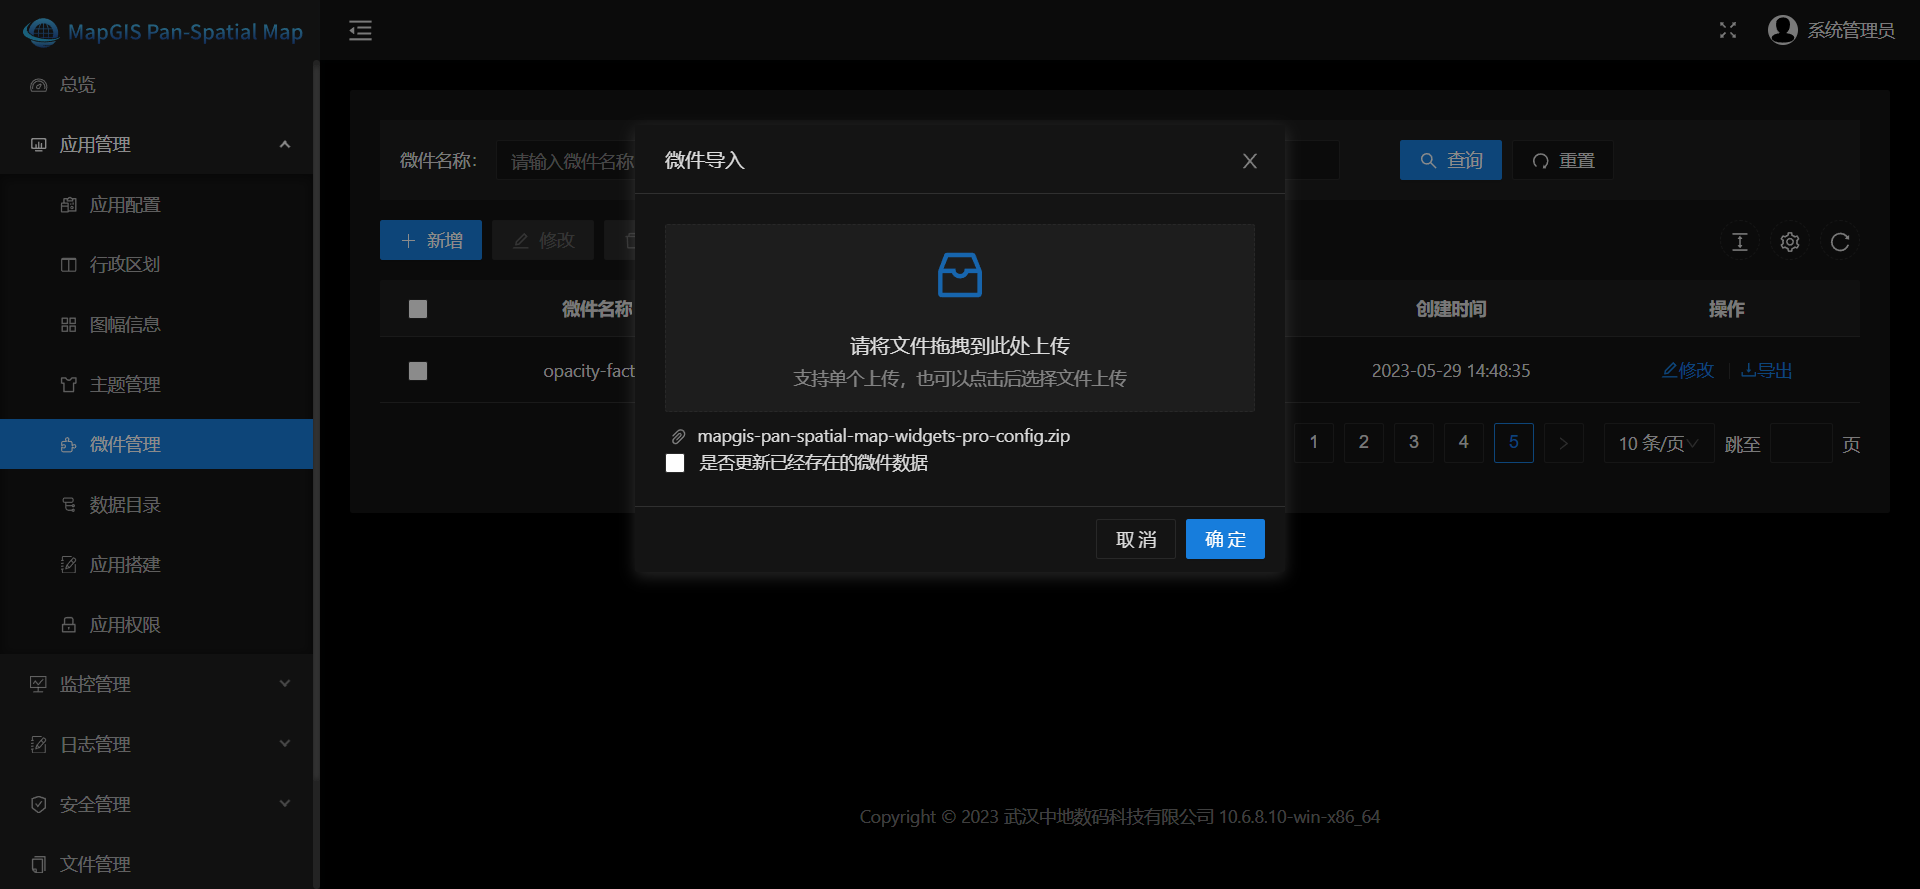 MapGIS Pan-Spatial Map
系统管理员
总览
应用管理
应用配置
行政区划
图幅信息
主题管理
微件管理
数据目录
应用搭建
应用权限
监控管理
日志管理
安全管理
文件管理
微件名称：
请输入微件名称
查询
重置
新增
修改
微件名称
创建时间
操作
opacity-fact
2023-05-29 14:48:35
修改
导出
1 2 3 4 5
10 条/页
跳至
页
微件导入
请将文件拖拽到此处上传
支持单个上传，也可以点击后选择文件上传
mapgis-pan-spatial-map-widgets-pro-config.zip
是否更新已经存在的微件数据
取消
确定
Copyright © 2023 武汉中地数码科技有限公司 10.6.8.10-win-x86_64